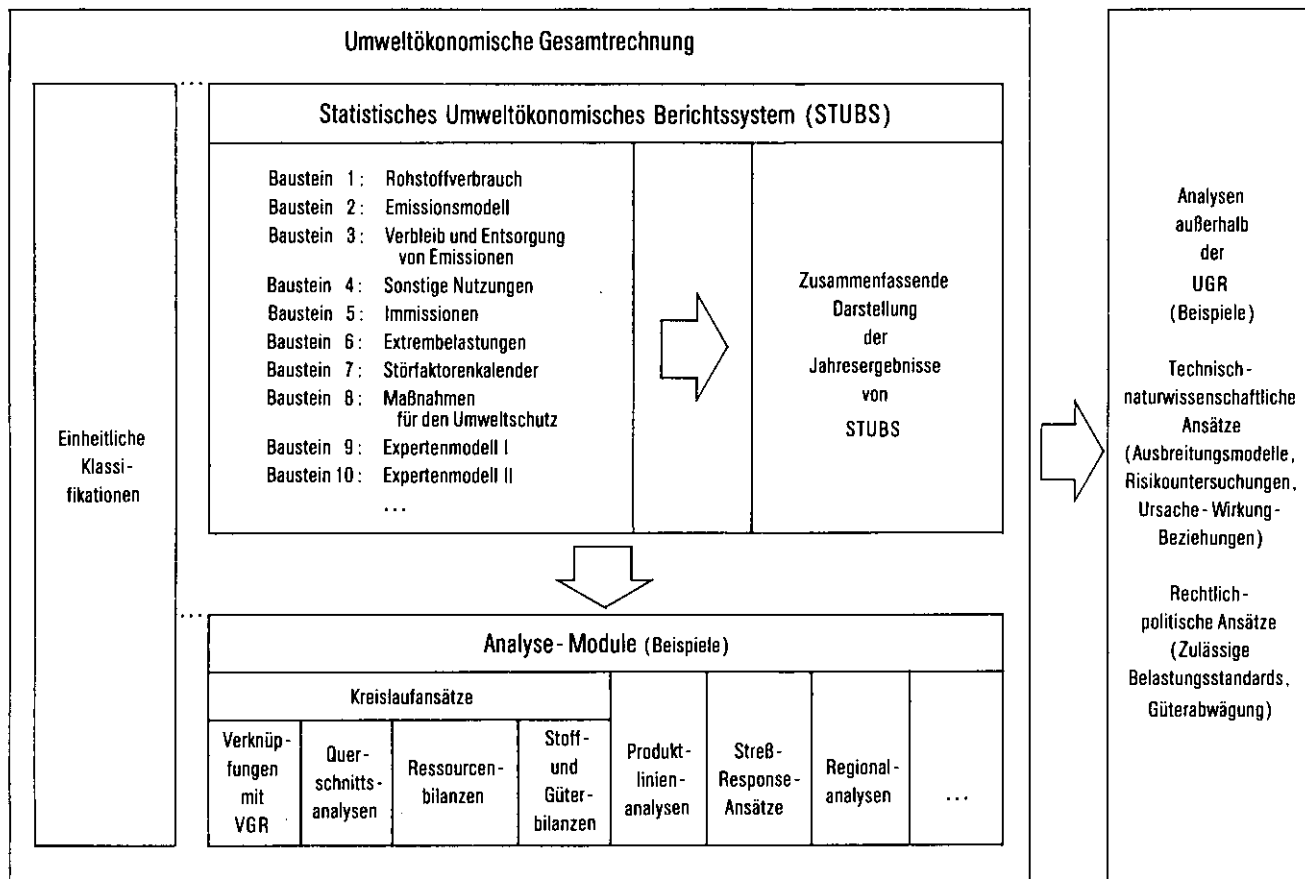 Umweltökonomische Gesamtrechnung
Einheitliche
Klassi-
fikationen
...
Statistisches Umweltökonomisches Berichtssystem (STUBS)
Baustein 1: Rohstoffverbrauch
Baustein 2: Emissionsmodell
Baustein 3: Verbleib und Entsorgung
von Emissionen
Baustein 4: Sonstige Nutzungen
Baustein 5: Immissionen
Baustein 6: Extrembelastungen
Baustein 7: Störfaktorenkalender
Baustein 8: Maßnahmen
für den Umweltschutz
Baustein 9: Expertenmodell I
Baustein 10: Expertenmodell II
...
Zusammenfassende
Darstellung
der
Jahresergebnisse
von
STUBS
...
Analyse-Module (Beispiele)
Kreislaufansätze
Verknüp-
fungen
mit
VGR
Quer-
schnitts-
analysen
Ressourcen-
bilanzen
Stoff-
und
Güter-
bilanzen
Produkt-
linien-
analysen
Streß-
Response-
Ansätze
Regional-
analysen
...
Analysen
außerhalb
der
UGR
(Beispiele)
Technisch-
naturwissenschaftliche
Ansätze
(Ausbreitungsmodelle,
Risikountersuchungen,
Ursache-Wirkung-
Beziehungen)
Rechtlich-
politische Ansätze
(Zulässige
Belastungsstandards,
Güterabwägung)